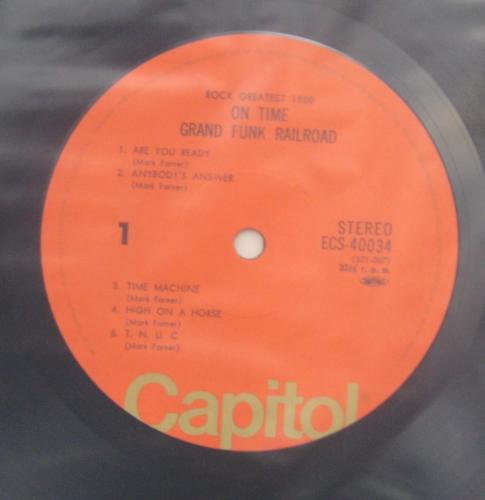 ROCK GREATEST 1500
ON TIME
GRAND FUNK RAILROAD
1. ARE YOU READY
(Mark Farner)
2. ANYBODY'S ANSWER
(Mark Farner)
1
STEREO
ECS-40034
33⅓ r. p. m.
3. TIME MACHINE
(Mark Farner)
4. HIGH ON A HORSE
(Mark Farner)
5. T. N. U. C
(Mark Farner)
Capitol